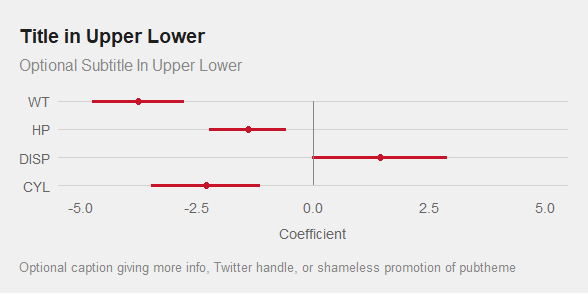 Title in Upper Lower
Optional Subtitle In Upper Lower
WT
HP
DISP
CYL
-5.0 -2.5 0.0 2.5 5.0
Coefficient
Optional caption giving more info, Twitter handle, or shameless promotion of pubtheme